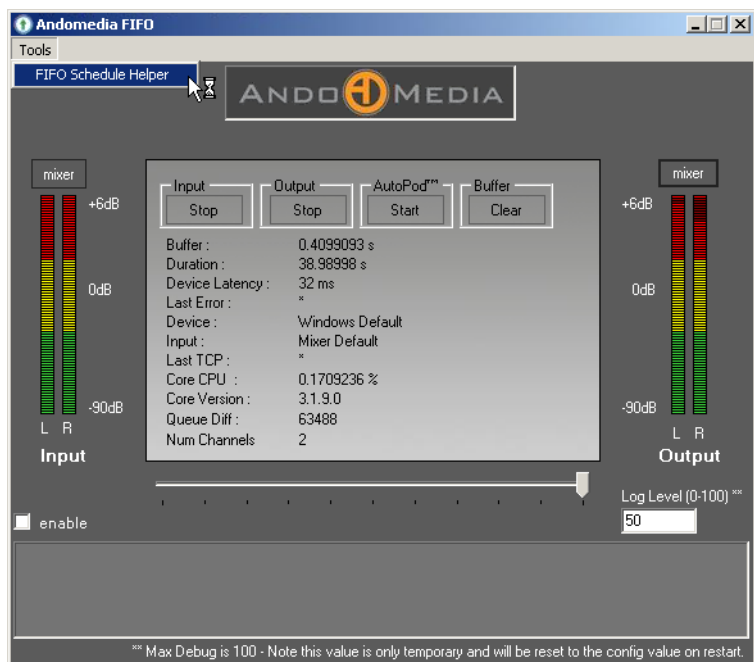 Andomedia FIFO
Tools
FIFO Schedule Helper
ANDO MEDIA
mixer
mixer
Input
Output
AutoPod™
Buffer
Stop
Stop
Start
Clear
+6dB
0dB
-90dB
L R
Input
Buffer : 0.4099093 s
Duration : 38.98998 s
Device Latency : 32 ms
Last Error : *
Device : Windows Default
Input : Mixer Default
Last TCP : *
Core CPU : 0.1709236 %
Core Version : 3.1.9.0
Queue Diff : 63488
Num Channels 2
+6dB
0dB
-90dB
L R
Output
enable
Log Level (0-100) **
50
** Max Debug is 100 - Note this value is only temporary and will be reset to the config value on restart.